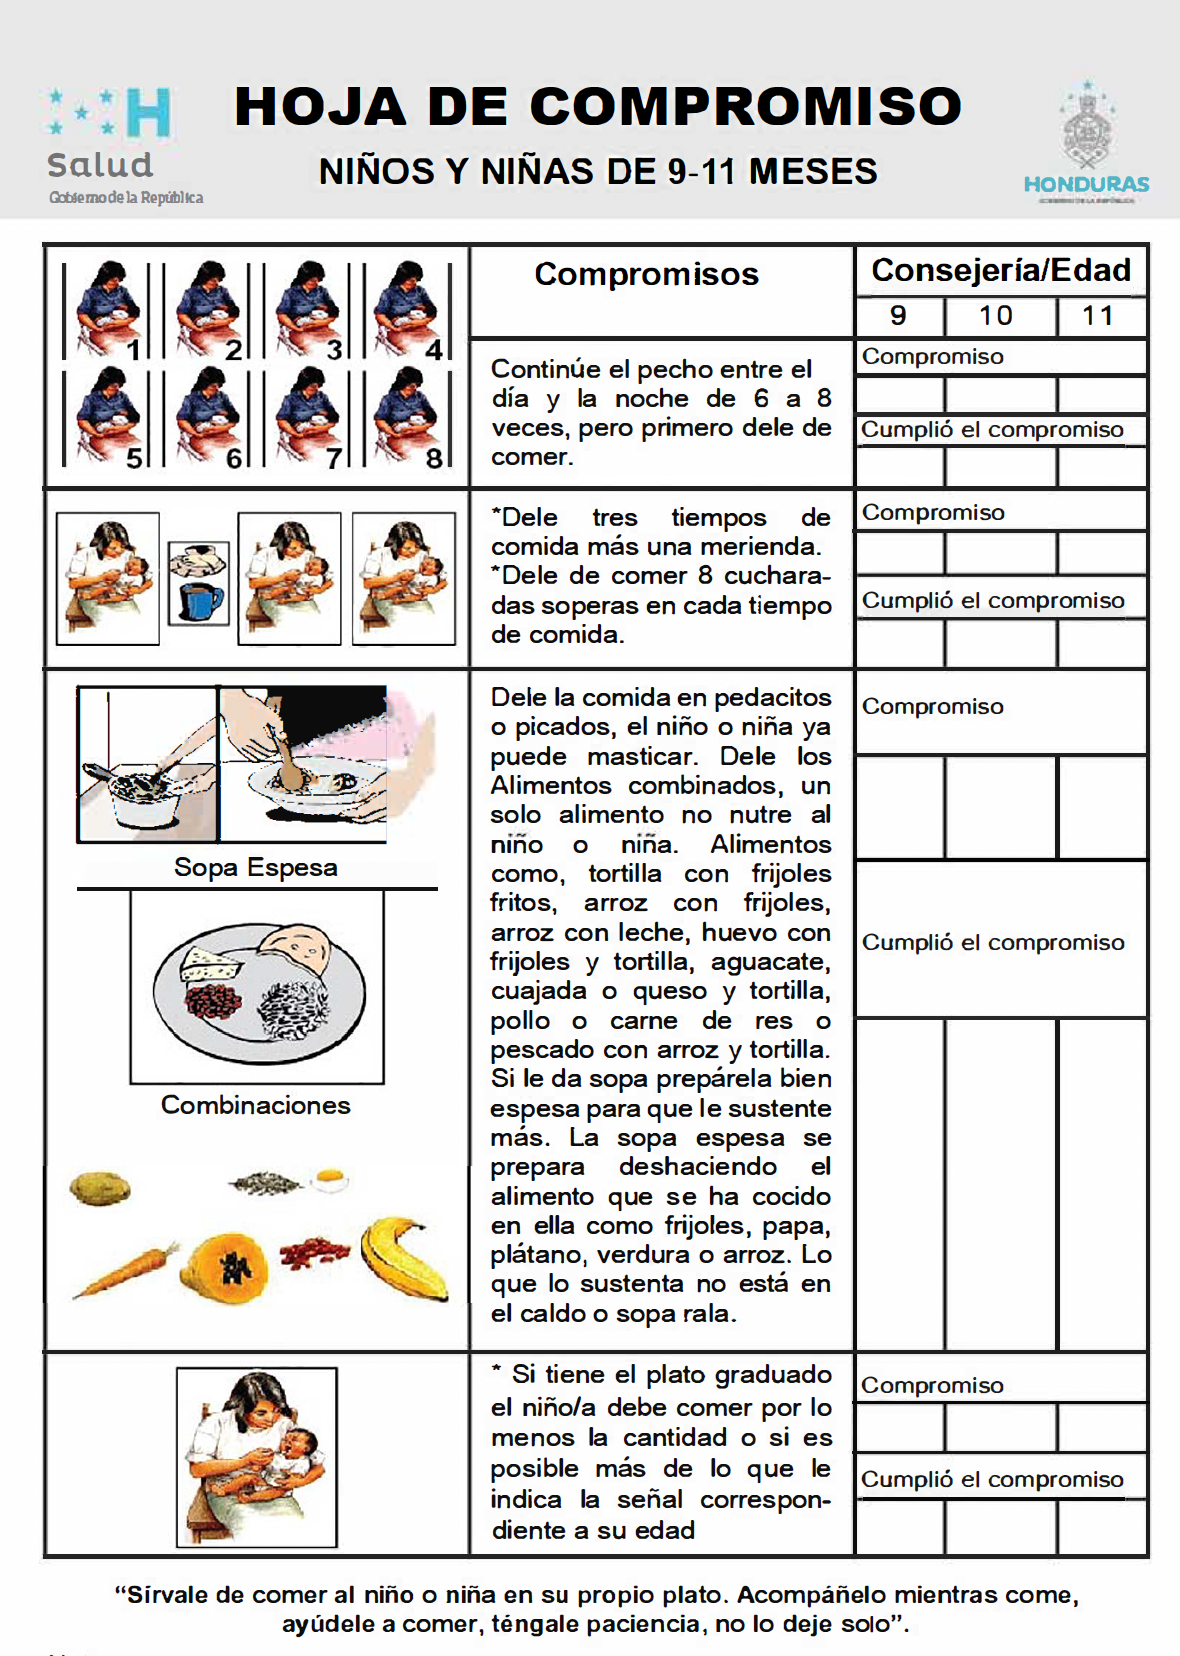 HOJA DE COMPROMISO
NIÑOS Y NIÑAS DE 9-11 MESES
H
Salud
Gobierno de la República
HONDURAS
GOBIERNO DE LA REPÚBLICA
Compromisos
Consejería/Edad
9 10 11
1 2 3 4
5 6 7 8
Continúe el pecho entre el
día y la noche de 6 a 8
veces, pero primero dele de
comer.
Compromiso
Cumplió el compromiso
*Dele tres tiempos de
comida más una merienda.
*Dele de comer 8 cuchara-
das soperas en cada tiempo
de comida.
Compromiso
Cumplió el compromiso
Sopa Espesa
Combinaciones
Dele la comida en pedacitos
o picados, el niño o niña ya
puede masticar. Dele los
Alimentos combinados, un
solo alimento no nutre al
niño o niña. Alimentos
como, tortilla con frijoles
fritos, arroz con frijoles,
arroz con leche, huevo con
frijoles y tortilla, aguacate,
cuajada o queso y tortilla,
pollo o carne de res o
pescado con arroz y tortilla.
Si le da sopa prepárela bien
espesa para que le sustente
más. La sopa espesa se
prepara deshaciendo el
alimento que se ha cocido
en ella como frijoles, papa,
plátano, verdura o arroz. Lo
que lo sustenta no está en
el caldo o sopa rala.
Compromiso
Cumplió el compromiso
* Si tiene el plato graduado
el niño/a debe comer por lo
menos la cantidad o si es
posible más de lo que le
indica la señal correspon-
diente a su edad
Compromiso
Cumplió el compromiso
“Sírvale de comer al niño o niña en su propio plato. Acompáñelo mientras come,
ayúdele a comer, téngale paciencia, no lo deje solo”.